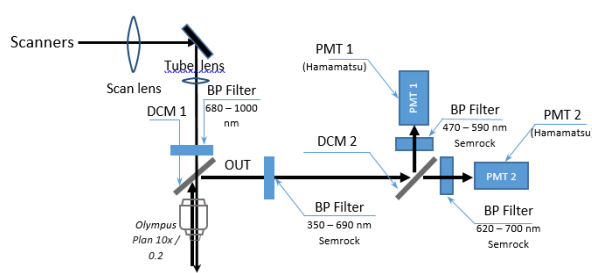 Scanners
Scan lens
Tube lens
DCM 1
BP Filter
680 – 1000
nm
OUT
Olympus
Plan 10x /
0.2
BP Filter
350 – 690 nm
Semrock
DCM 2
PMT 1
(Hamamatsu)
PMT 1
BP Filter
470 – 590 nm
Semrock
PMT 2
(Hamamatsu
PMT 2
BP Filter
620 – 700 nm
Semrock